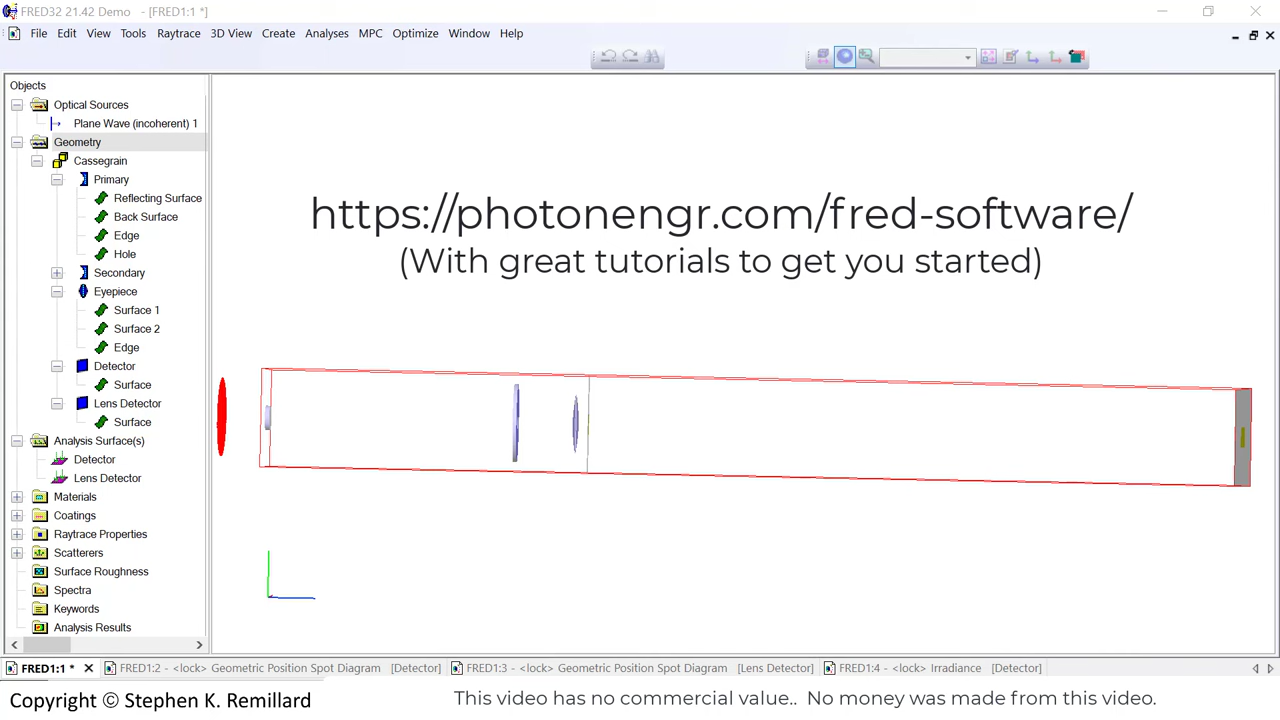 FRED32 21.42 Demo - [FRED1:1 *]
File Edit View Tools Raytrace 3D View Create Analyses MPC Optimize Window Help
Objects
Optical Sources
Plane Wave (incoherent) 1
Geometry
Cassegrain
Primary
Reflecting Surface
Back Surface
Edge
Hole
Secondary
Eyepiece
Surface 1
Surface 2
Edge
Detector
Surface
Lens Detector
Surface
Analysis Surface(s)
Detector
Lens Detector
Materials
Coatings
Raytrace Properties
Scatterers
Surface Roughness
Spectra
Keywords
Analysis Results
https://photonengr.com/fred-software/
(With great tutorials to get you started)
FRED1:1 * FRED1:2 - <lock> Geometric Position Spot Diagram [Detector] FRED1:3 - <lock> Geometric Position Spot Diagram [Lens Detector] FRED1:4 - <lock> Irradiance [Detector]
Copyright © Stephen K. Remillard
This video has no commercial value.. No money was made from this video.